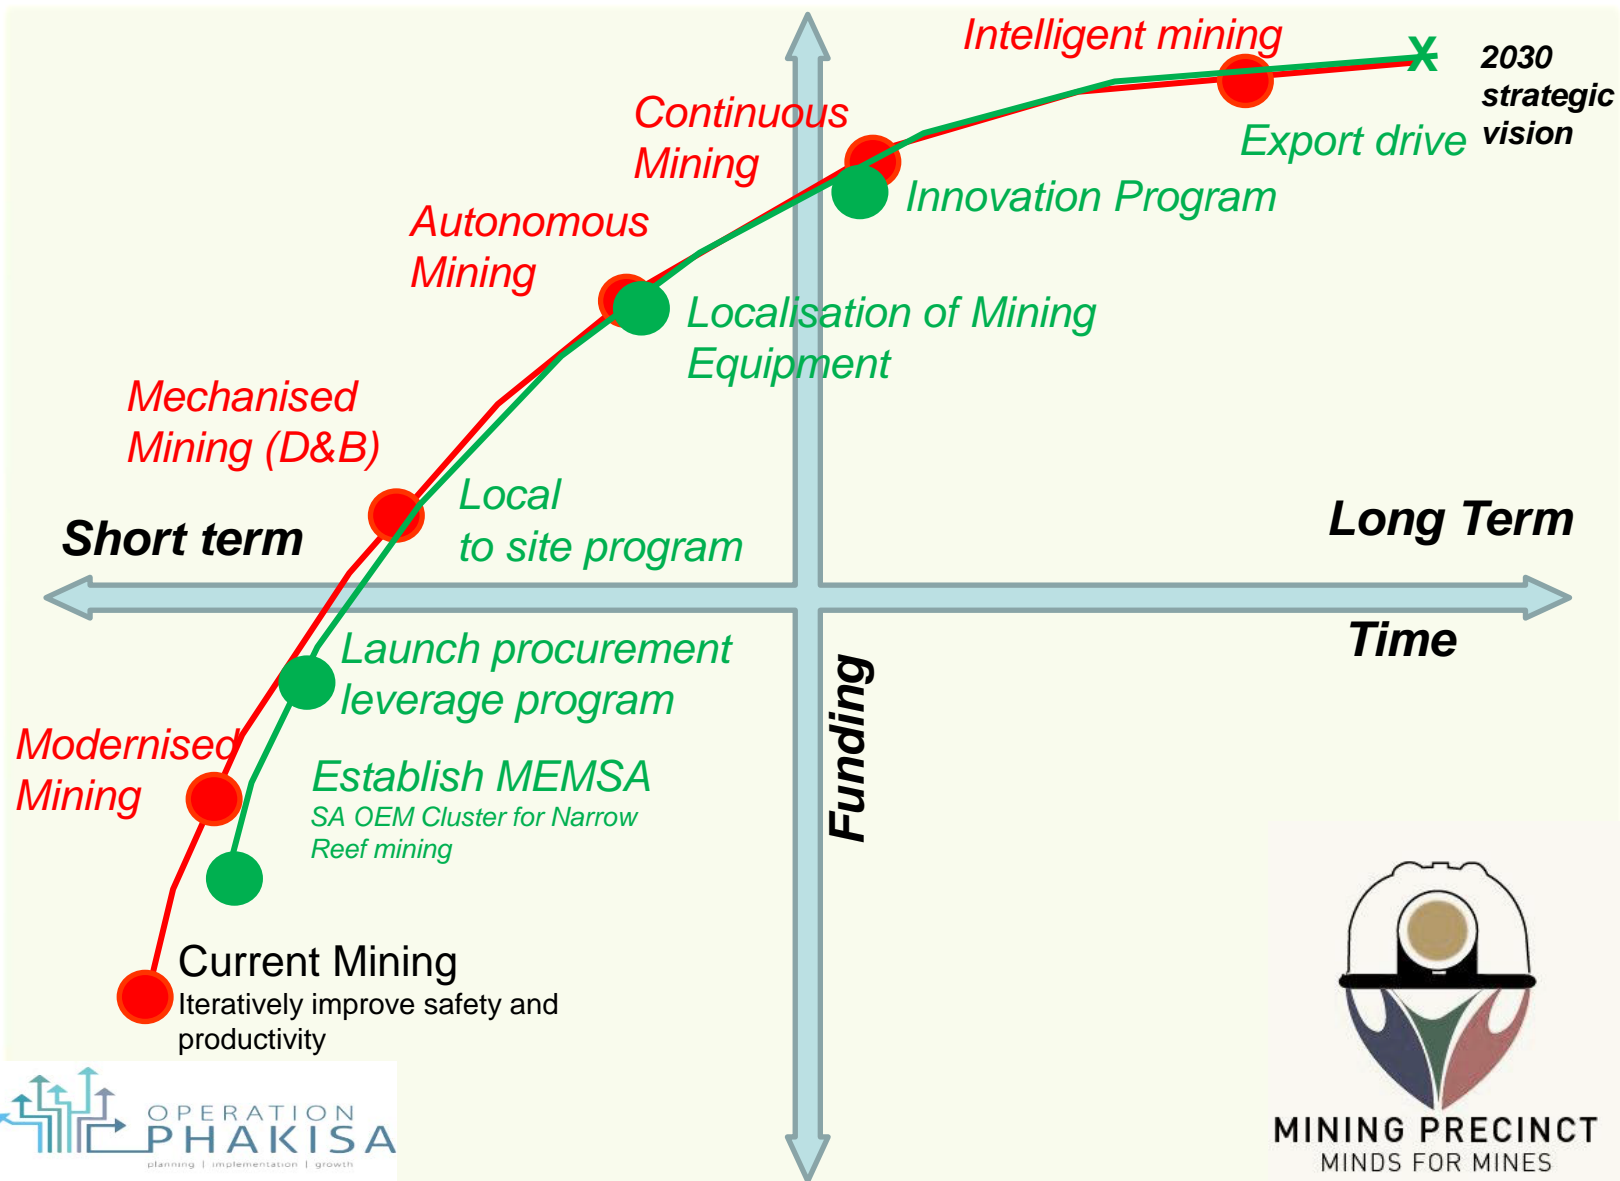 Intelligent mining
X
2030
strategic
vision
Continuous
Mining
Export drive
Innovation Program
Autonomous
Mining
Localisation of Mining
Equipment
Mechanised
Mining (D&B)
Local
to site program
Short term
Long Term
Time
Funding
Launch procurement
leverage program
Modernised
Mining
Establish MEMSA
SA OEM Cluster for Narrow
Reef mining
Current Mining
Iteratively improve safety and
productivity
OPERATION
PHAKISA
planning | implementation | growth
MINING PRECINCT
MINDS FOR MINES